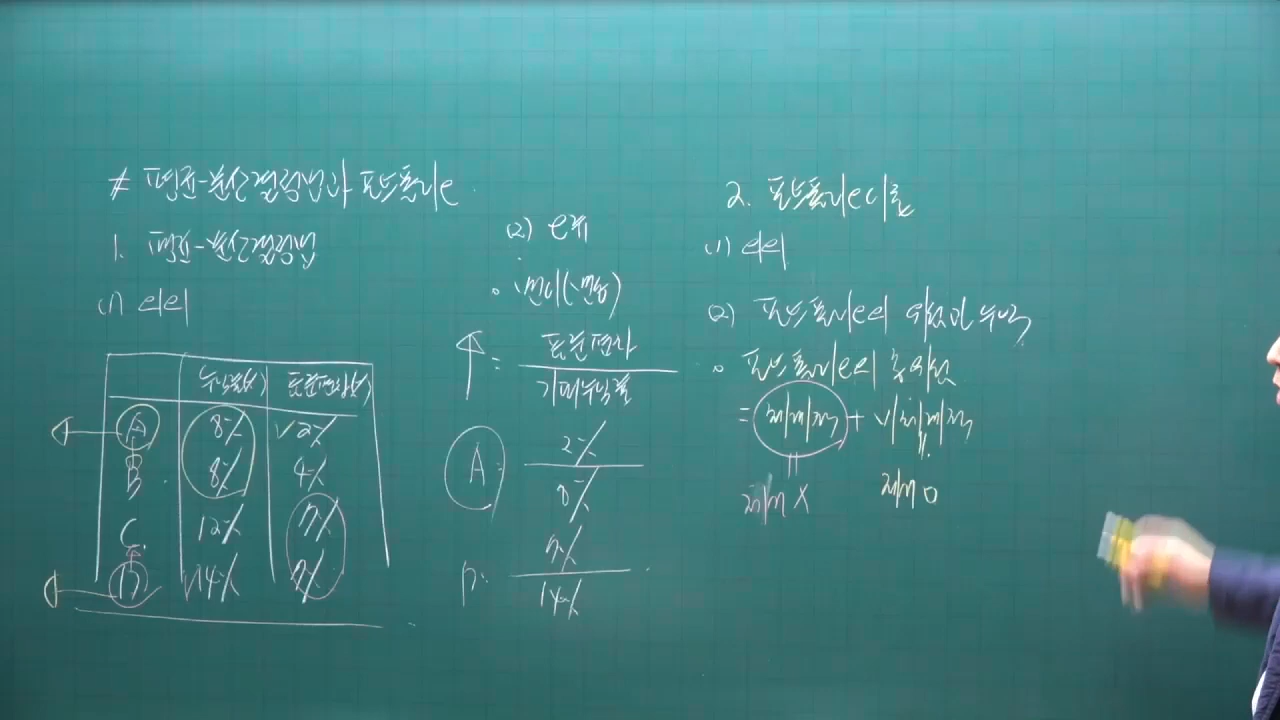 # 평균-분산결정법과 포트폴리오
1. 평균-분산결정법
(1) 의의
수익률(%) 표준편차(%)
A 8% √2%
B 8% 4%
C 12% 7%
D √14% 7%
(2) 한계
◦ 변이(변동)
= 표준편차 / 기대수익률
A = 2% / 8%
D. 7% / 14%
2. 포트폴리오이론
(1) 의의
(2) 포트폴리오의 위험과 수익
◦ 포트폴리오의 총위험
= 체계적 + 비체계적
제거 X 제거 O